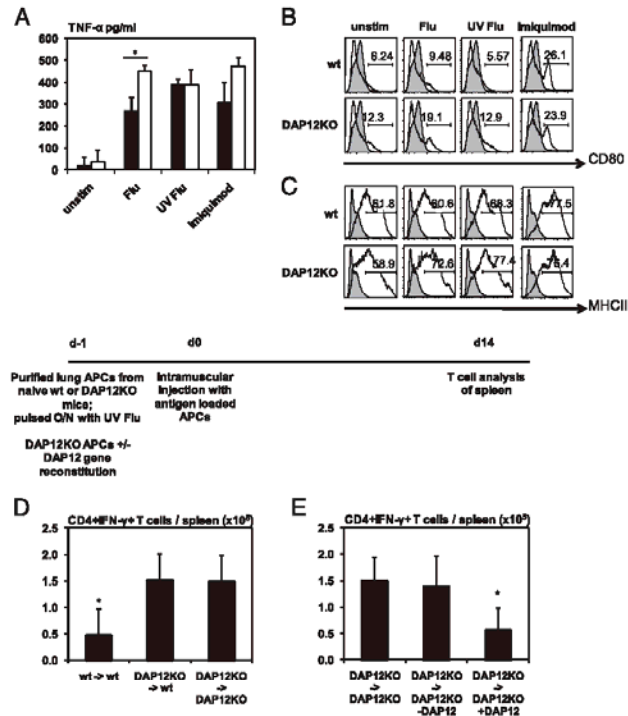 A
TNF-α pg/ml
600
500
400
300
200
100
0
*
unstim
Flu
UV Flu
Imiquimod
B
unstim Flu UV Flu Imiquimod
wt
6.24 9.48 5.57 26.1
DAP12KO
12.3 19.1 12.9 23.9
CD80
C
wt
61.8 60.6 68.3 77.5
DAP12KO
58.9 72.6 77.4 76.4
MHCII
d-1 d0 d14
Purified lung APCs from
naive wt or DAP12KO
mice;
pulsed O/N with UV Flu
DAP12KO APCs +/-
DAP12 gene
reconstitution
Intramuscular
injection with
antigen loaded
APCs
T cell analysis
of spleen
D
CD4+IFN-γ+ T cells / spleen (x10⁵)
2.5
2.0
1.5
1.0
0.5
0.0
*
wt -> wt
DAP12KO
-> wt
DAP12KO
->
DAP12KO
E
CD4+IFN-γ+ T cells / spleen (x10⁵)
2.5
2.0
1.5
1.0
0.5
0.0
*
DAP12KO
->
DAP12KO
DAP12KO
->
DAP12KO
-DAP12
DAP12KO
->
DAP12KO
+DAP12